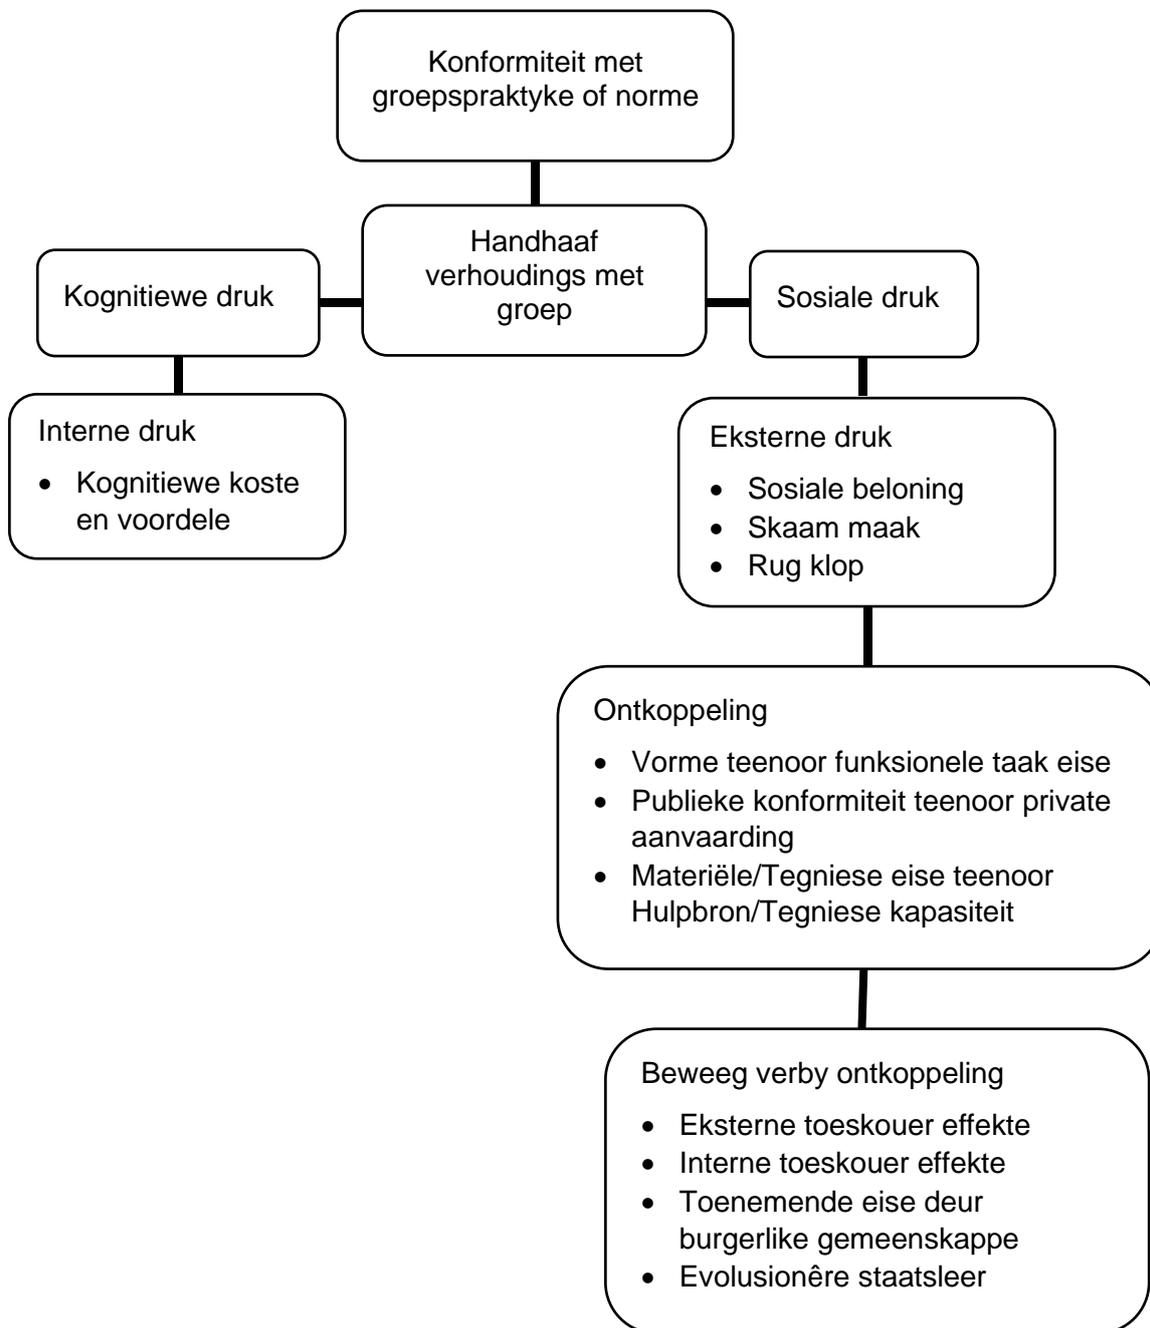 Konformiteit met
groepspraktyke of norme
Handhaaf
verhoudings met
groep
Kognitiewe druk
Sosiale druk
Interne druk
• Kognitiewe koste
en voordele
Eksterne druk
• Sosiale beloning
• Skaam maak
• Rug klop
Ontkoppeling
• Vorme teenoor funksionele taak eise
• Publieke konformiteit teenoor private
aanvaarding
• Materiële/Tegniese eise teenoor
Hulpbron/Tegniese kapasiteit
Beweeg verby ontkoppeling
• Eksterne toeskouer effekte
• Interne toeskouer effekte
• Toenemende eise deur
burgerlike gemeenskappe
• Evolusionêre staatsleer